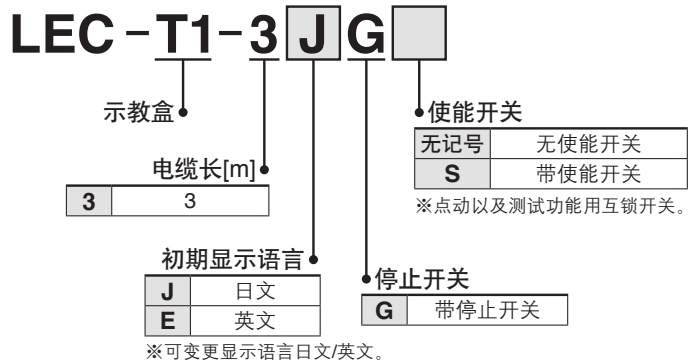 LEC-T1-3JG
示教盒
使能开关
无记号 无使能开关
S 带使能开关
※点动以及测试功能用互锁开关。
电缆长[m]
3 3
初期显示语言
J 日文
E 英文
※可变更显示语言日文/英文。
停止开关
G 带停止开关